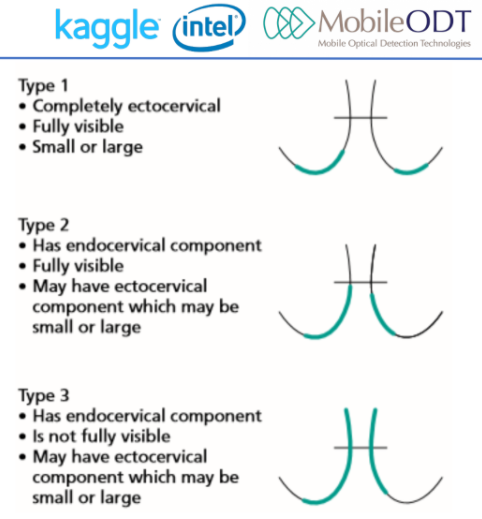 kaggle intel MobileODT
Mobile Optical Detection Technologies
Type 1
• Completely ectocervical
• Fully visible
• Small or large
Type 2
• Has endocervical component
• Fully visible
• May have ectocervical
component which may be
small or large
Type 3
• Has endocervical component
• Is not fully visible
• May have ectocervical
component which may be
small or large